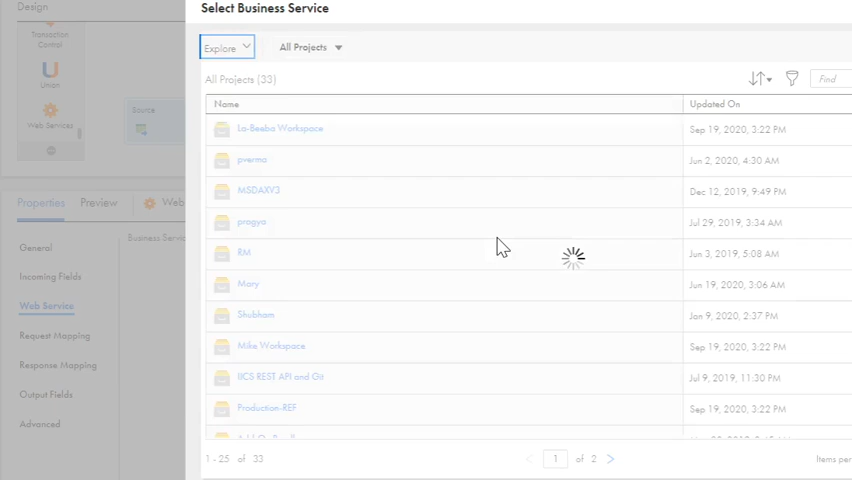 Design
Select Business Service
Transaction
Control
Union
Web Services
Source
Explore
All Projects
All Projects (33)
Find
Name
Updated On
La-Beeba Workspace
Sep 19, 2020, 3:22 PM
pverma
Jun 2, 2020, 4:30 AM
MSDAXV3
Dec 12, 2019, 9:49 PM
progya
Jul 29, 2019, 3:34 AM
RM
Jun 3, 2019, 5:08 AM
Mary
Jun 19, 2020, 3:06 AM
Shubham
Jan 9, 2020, 2:37 PM
Mike Workspace
Sep 19, 2020, 3:22 PM
IICS REST API and Git
Jul 9, 2019, 11:30 PM
Production-REF
Sep 19, 2020, 3:22 PM
1 - 25 of 33
1 of 2
Items per
Properties
Preview
Web
General
Business Servic
Incoming Fields
Web Service
Request Mapping
Response Mapping
Output Fields
Advanced